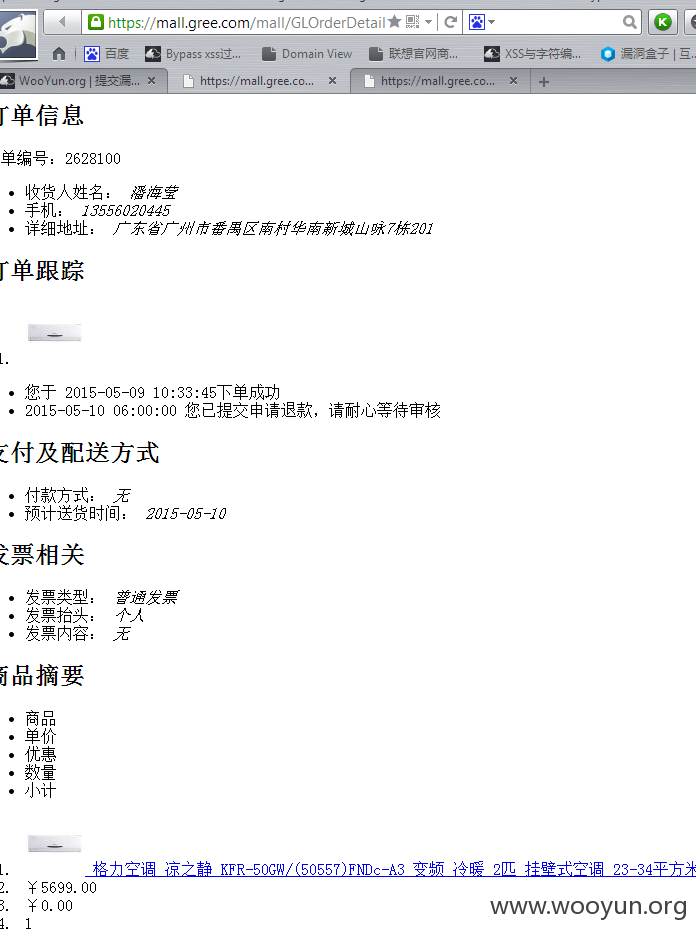 https://mall.gree.com/mall/GLOrderDetail
百度 Bypass xss过... Domain View 联想官网商... XSS与字符编... 漏洞盒子 | 互...
WooYun.org | 提交漏... https://mall.gree.co... https://mall.gree.co...
订单信息
单编号：2628100
收货人姓名： 潘海莹
手机： 13556020445
详细地址： 广东省广州市番禺区南村华南新城山咏7栋201
订单跟踪
1.
您于 2015-05-09 10:33:45下单成功
2015-05-10 06:00:00 您已提交申请退款，请耐心等待审核
支付及配送方式
付款方式： 无
预计送货时间： 2015-05-10
发票相关
发票类型： 普通发票
发票抬头： 个人
发票内容： 无
商品摘要
商品
单价
优惠
数量
小计
1. 格力空调 凉之静 KFR-50GW/(50557)FNDc-A3 变频 冷暖 2匹 挂壁式空调 23-34平方米
2. ￥5699.00
3. ￥0.00
4. 1
www.wooyun.org